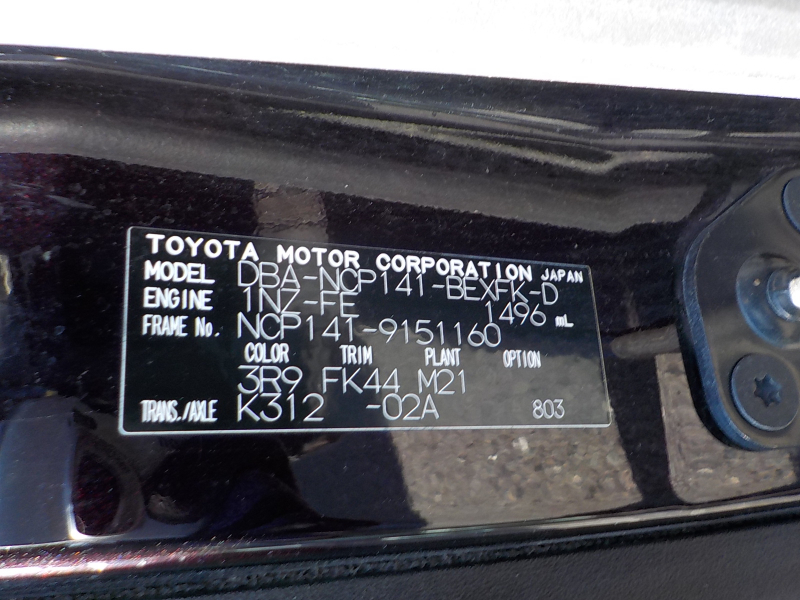 TOYOTA MOTOR CORPORATION JAPAN
MODEL DBA-NCP141-BEXFK-D
ENGINE 1NZ-FE 1496 mL
FRAME No. NCP141-9151160
COLOR TRIM PLANT OPTION
3R9 FK44 M21
TRANS./AXLE K312 -02A 803